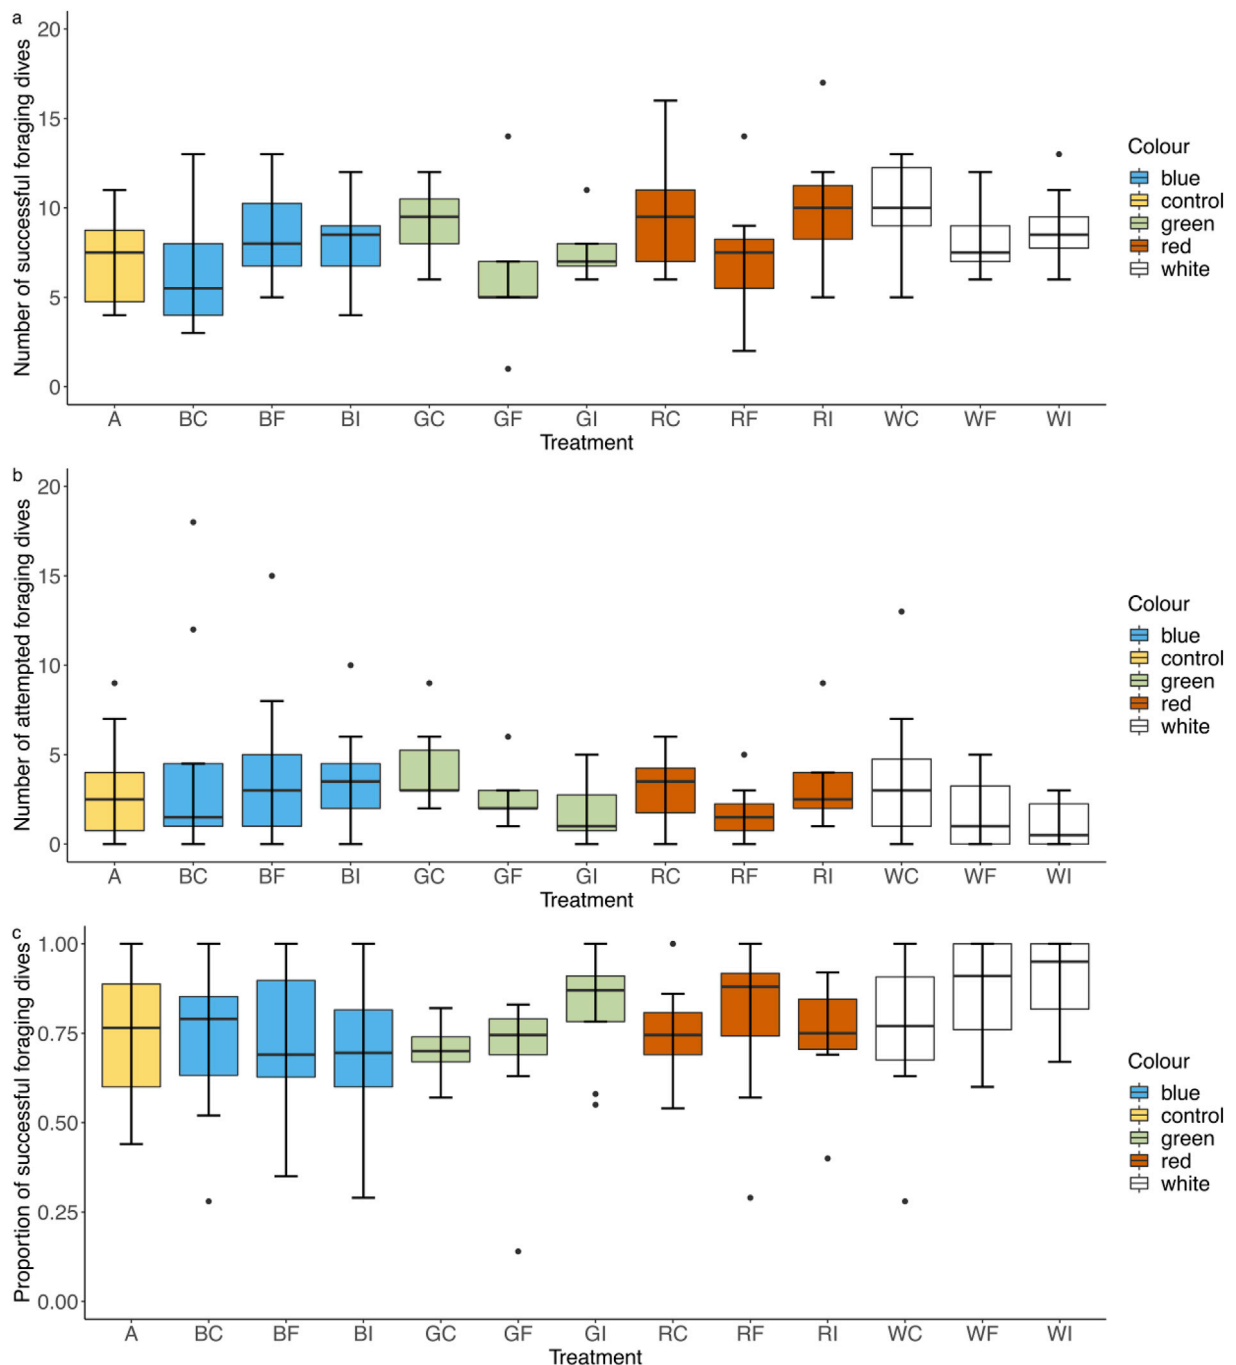 a
Number of successful foraging dives
20
15
10
5
0
A BC BF BI GC GF GI RC RF RI WC WF WI
Treatment
Colour
blue
control
green
red
white
b
Number of attempted foraging dives
20
15
10
5
0
A BC BF BI GC GF GI RC RF RI WC WF WI
Treatment
Colour
blue
control
green
red
white
c
Proportion of successful foraging dives
1.00
0.75
0.50
0.25
0.00
A BC BF BI GC GF GI RC RF RI WC WF WI
Treatment
Colour
blue
control
green
red
white